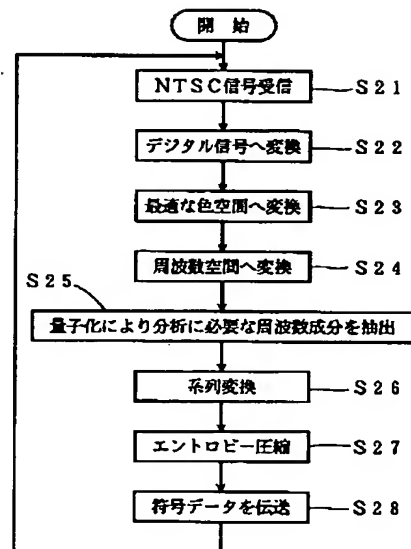 開 始
NTSC信号受信 S21
デジタル信号へ変換 S22
最適な色空間へ変換 S23
周波数空間へ変換 S24
S25
量子化により分析に必要な周波数成分を抽出
系列変換 S26
エントロピー圧縮 S27
符号データを伝送 S28